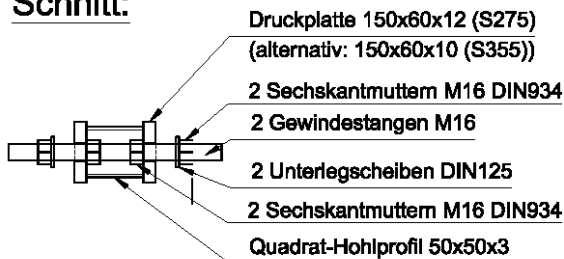 Schnitt:
Druckplatte 150x60x12 (S275)
(alternativ: 150x60x10 (S355))
2 Sechskantmuttern M16 DIN934
2 Gewindestangen M16
2 Unterlegscheiben DIN125
2 Sechskantmuttern M16 DIN934
Quadrat-Hohlprofil 50x50x3